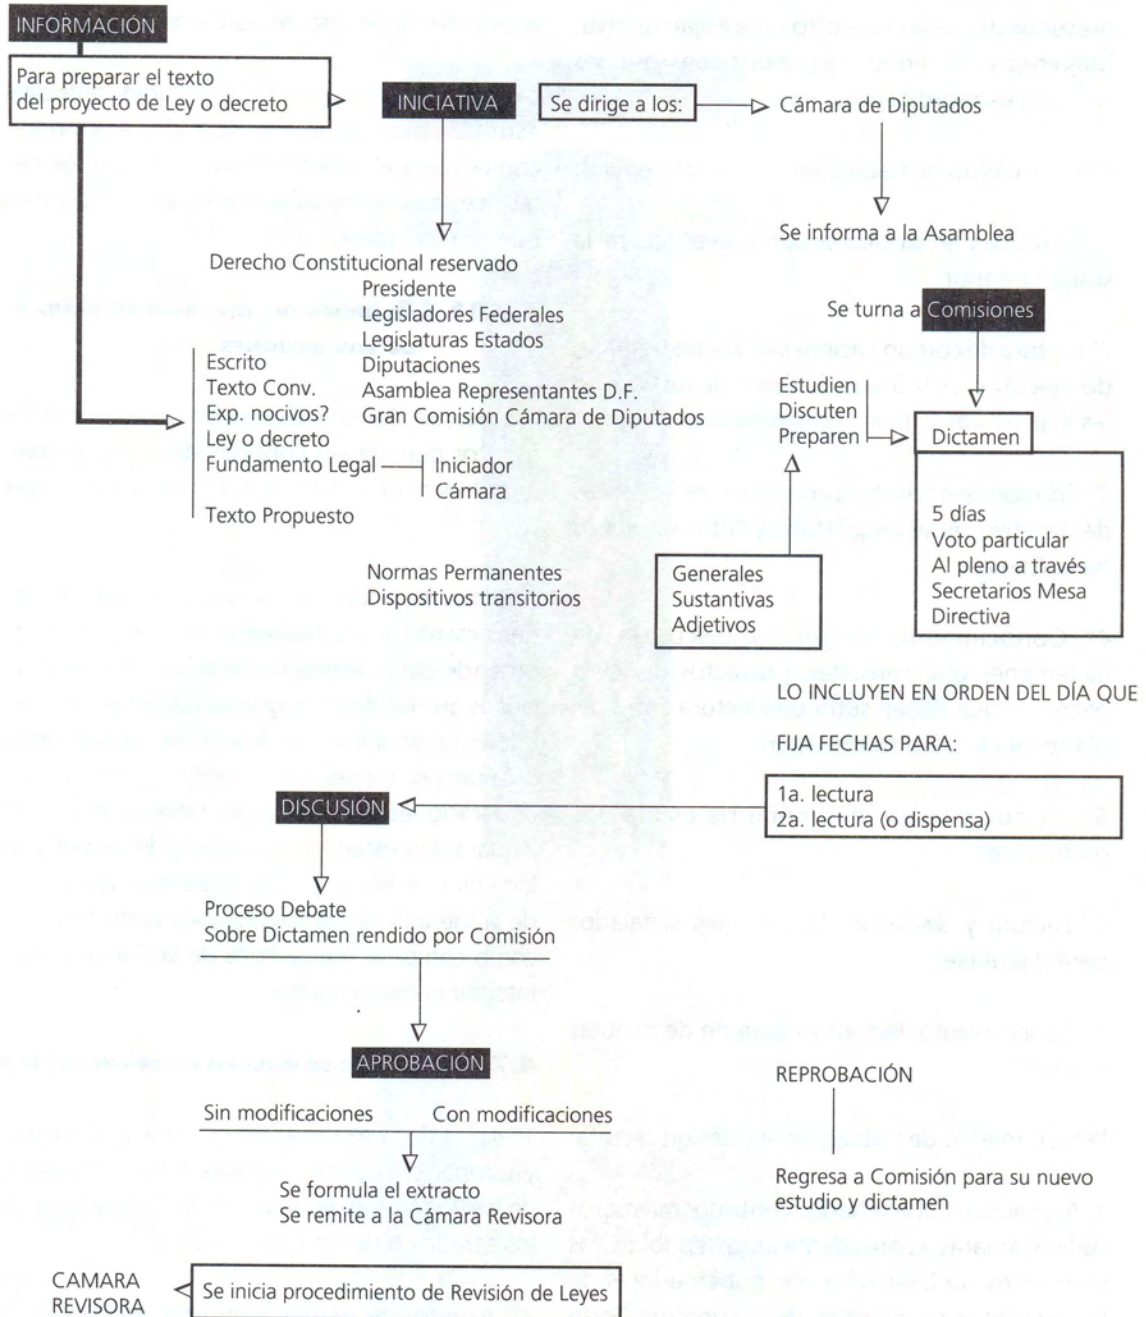 INFORMACIÓN
Para preparar el texto
del proyecto de Ley o decreto
INICIATIVA
Se dirige a los:
Cámara de Diputados
Se informa a la Asamblea
Derecho Constitucional reservado
Presidente
Legisladores Federales
Legislaturas Estados
Diputaciones
Asamblea Representantes D.F.
Gran Comisión Cámara de Diputados
Escrito
Texto Conv.
Exp. nocivos?
Ley o decreto
Fundamento Legal
Iniciador
Cámara
Texto Propuesto
Normas Permanentes
Dispositivos transitorios
Se turna a Comisiones
Estudien
Discuten
Preparen
Dictamen
5 días
Voto particular
Al pleno a través
Secretarios Mesa
Directiva
Generales
Sustantivas
Adjetivos
LO INCLUYEN EN ORDEN DEL DÍA QUE
FIJA FECHAS PARA:
1a. lectura
2a. lectura (o dispensa)
DISCUSIÓN
Proceso Debate
Sobre Dictamen rendido por Comisión
APROBACIÓN
Sin modificaciones Con modificaciones
Se formula el extracto
Se remite a la Cámara Revisora
REPROBACIÓN
Regresa a Comisión para su nuevo
estudio y dictamen
CAMARA
REVISORA
Se inicia procedimiento de Revisión de Leyes